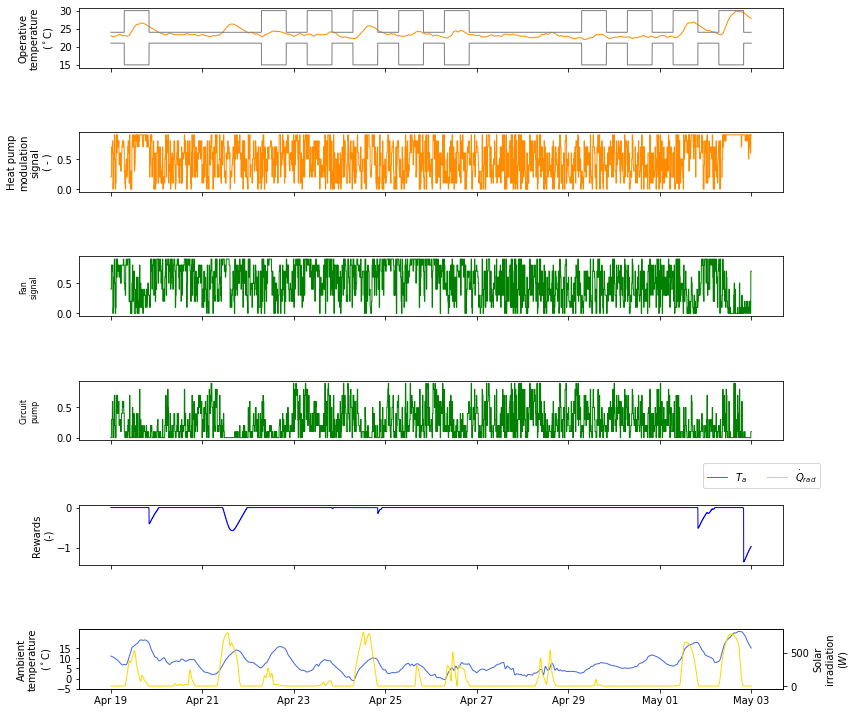 Operative
temperature
(°C)
30
25
20
15
Heat pump
modulation
signal
( - )
0.5
0.0
Fan
signal
0.5
0.0
Circuit
pump
0.5
0.0
T_a
Q̇_rad
Rewards
(-)
0
−1
Ambient
temperature
(°C)
15
10
5
0
−5
500
0
Solar
irradiation
(W)
Apr 19
Apr 21
Apr 23
Apr 25
Apr 27
Apr 29
May 01
May 03